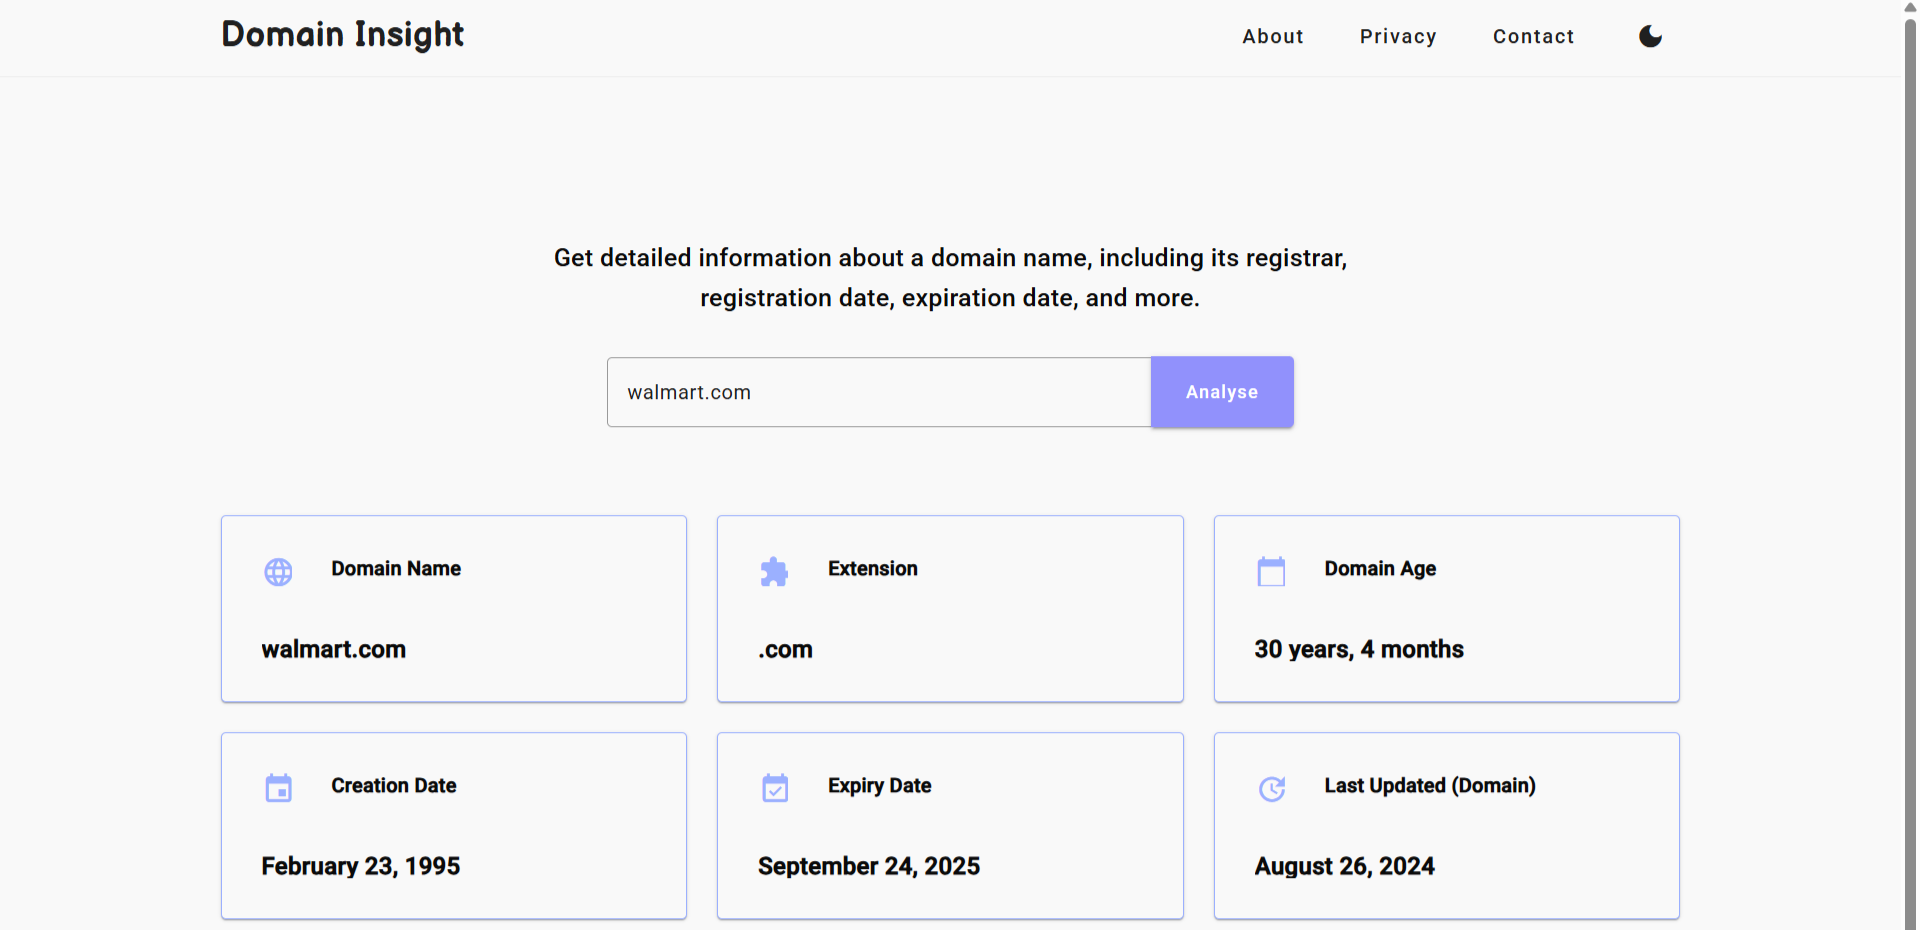 Domain Insight
About
Privacy
Contact
Get detailed information about a domain name, including its registrar,
registration date, expiration date, and more.
walmart.com
Analyse
Domain Name
walmart.com
Extension
.com
Domain Age
30 years, 4 months
Creation Date
February 23, 1995
Expiry Date
September 24, 2025
Last Updated (Domain)
August 26, 2024